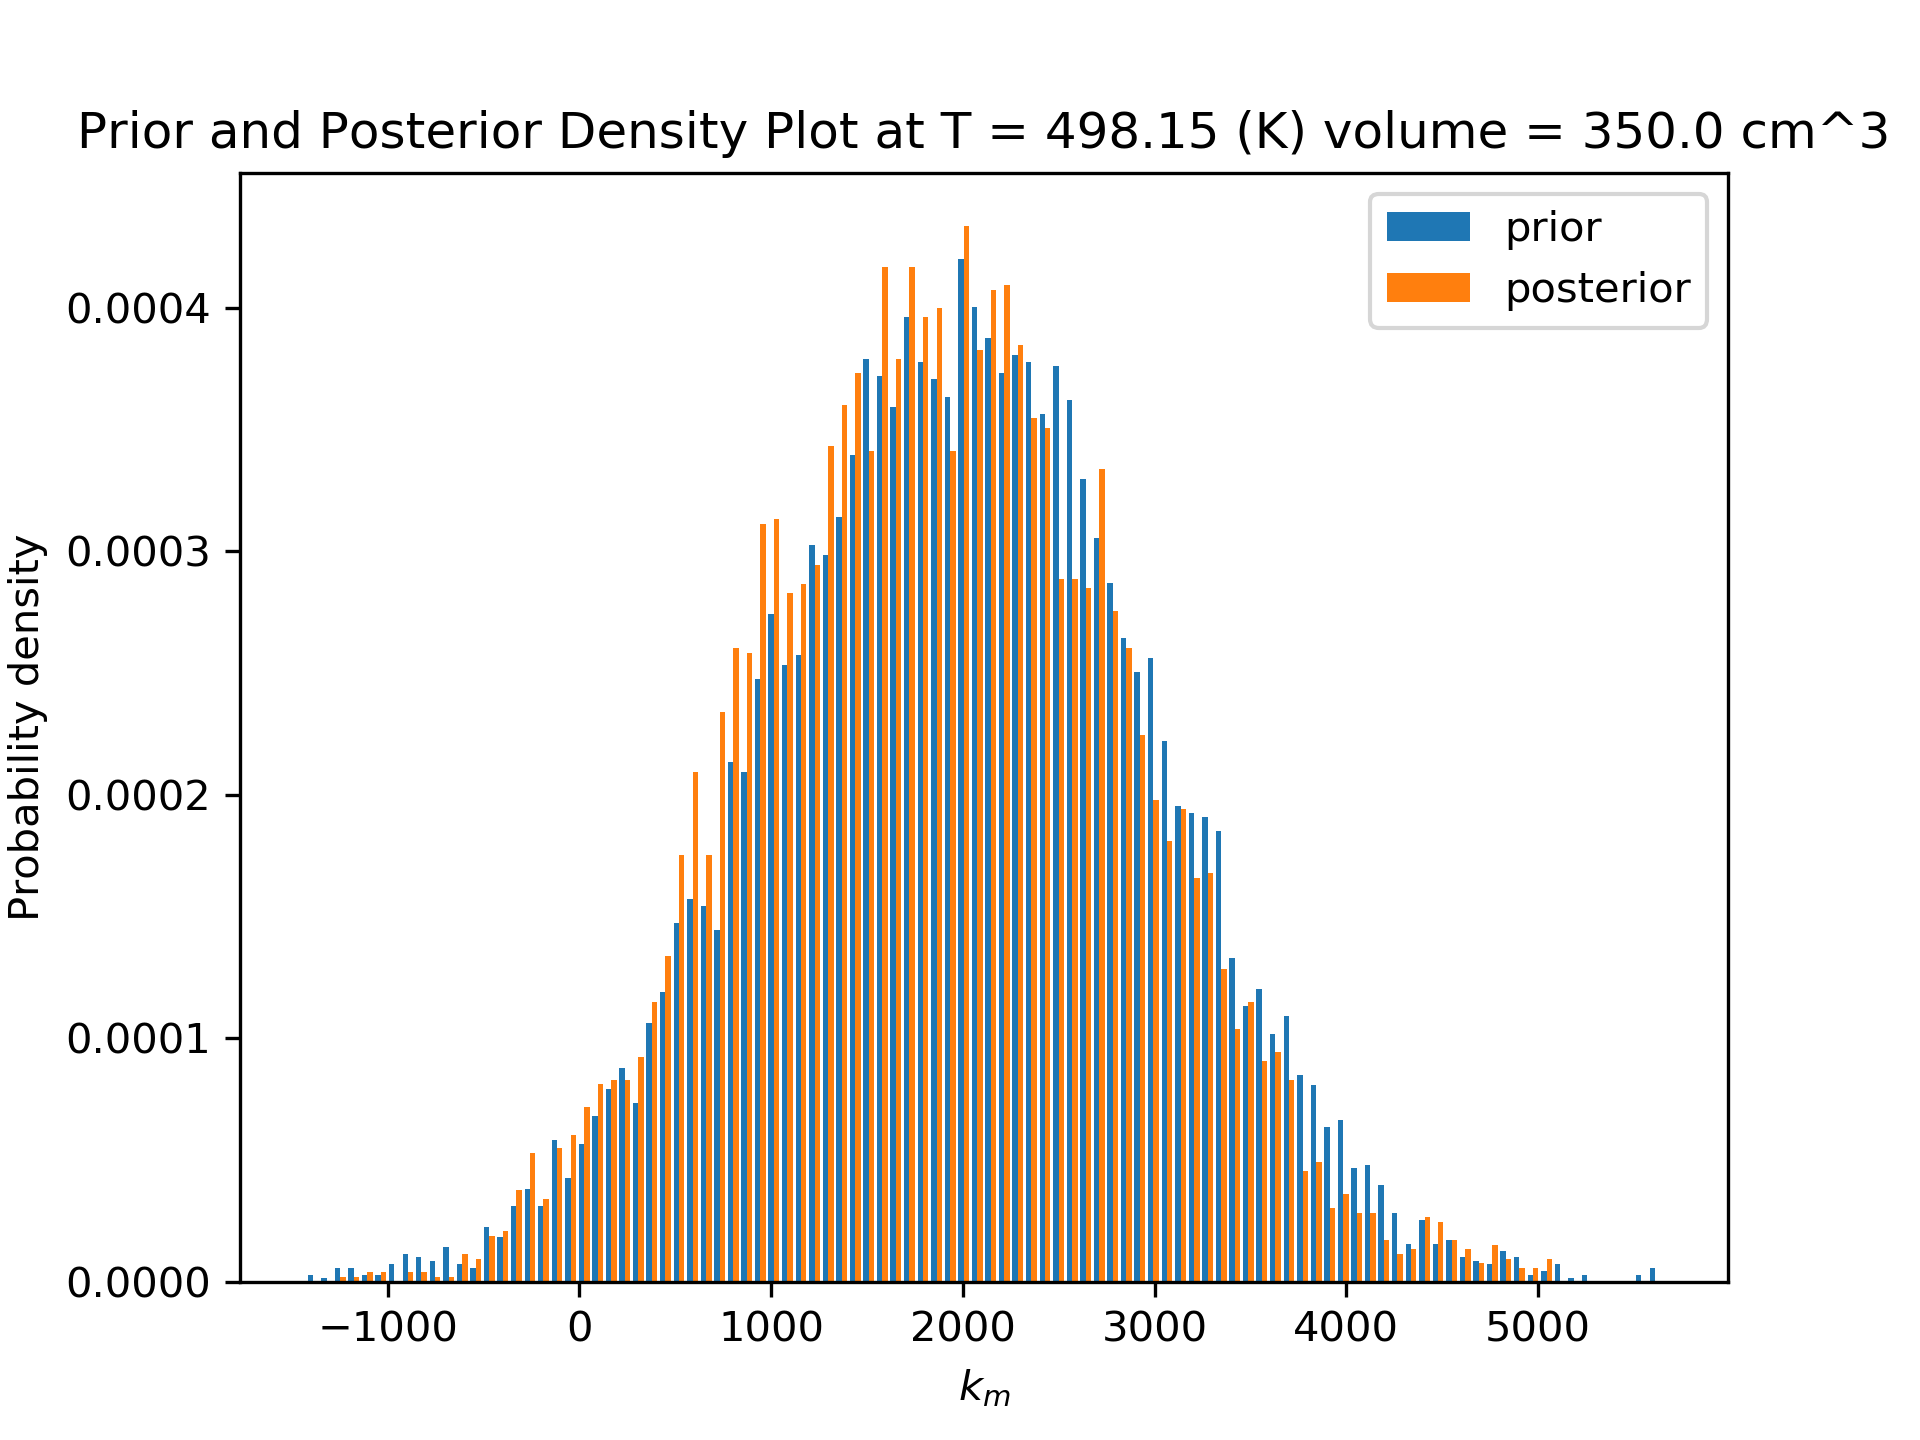 Prior and Posterior Density Plot at T = 498.15 (K) volume = 350.0 cm^3
prior
posterior
Probability density
0.0004
0.0003
0.0002
0.0001
0.0000
−1000 0 1000 2000 3000 4000 5000
k_m